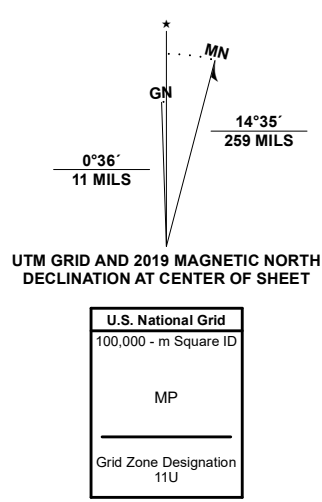 ★
MN
GN
14°35´
259 MILS
0°36´
11 MILS
UTM GRID AND 2019 MAGNETIC NORTH
DECLINATION AT CENTER OF SHEET
U.S. National Grid
100,000 - m Square ID
MP
Grid Zone Designation
11U